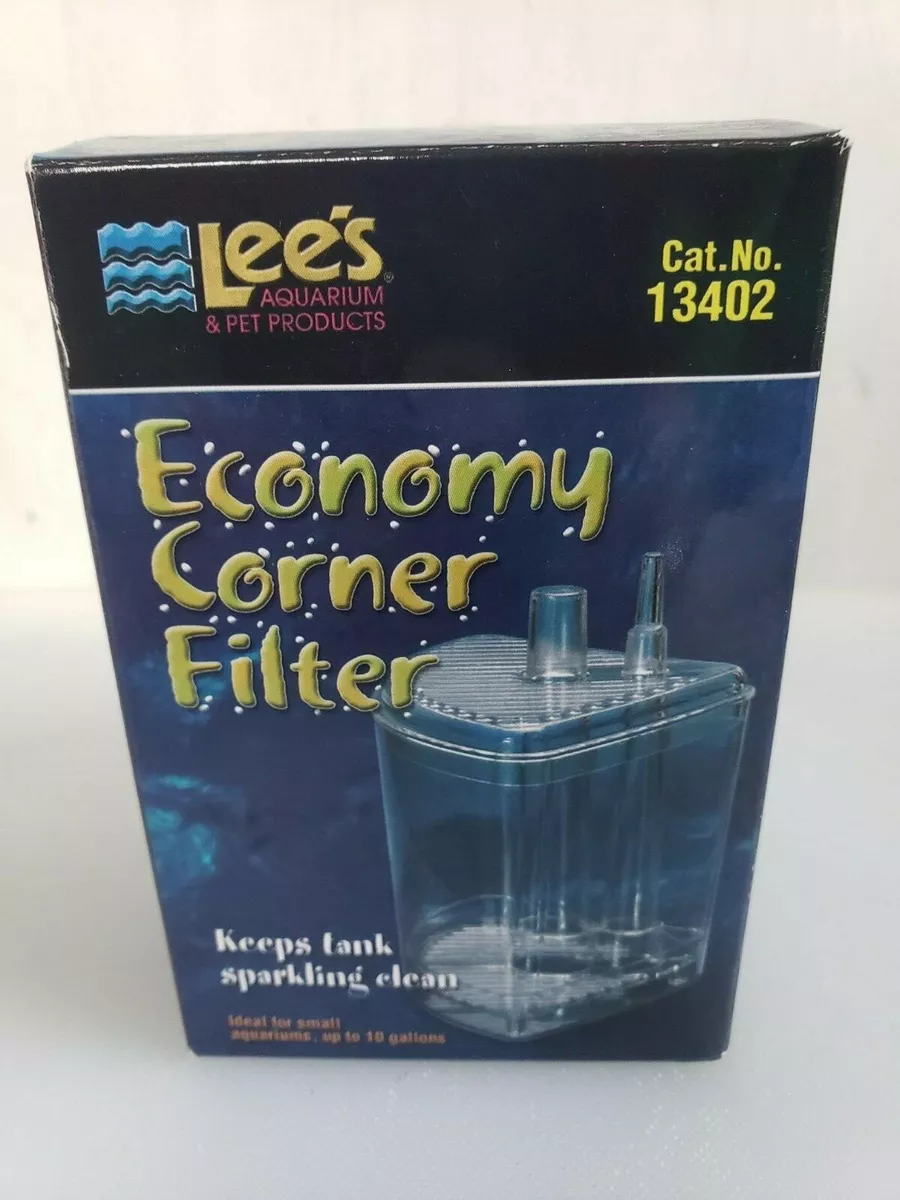 Lee's®
AQUARIUM
& PET PRODUCTS
Cat.No.
13402
Economy
Corner
Filter
Keeps tank
sparkling clean
Ideal for small
aquariums, up to 10 gallons